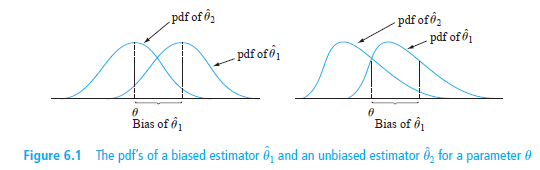 pdf of θ̂₂
pdf of θ̂₁
θ
Bias of θ̂₁
pdf of θ̂₂
pdf of θ̂₁
θ
Bias of θ̂₁
Figure 6.1 The pdf's of a biased estimator θ̂₁ and an unbiased estimator θ̂₂ for a parameter θ